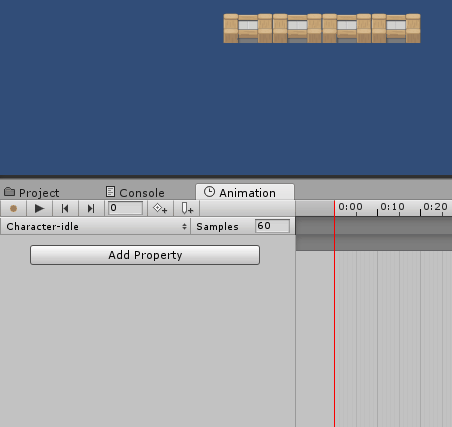 Project Console Animation
0 0:00 0:10 0:20
Character-idle Samples 60
Add Property